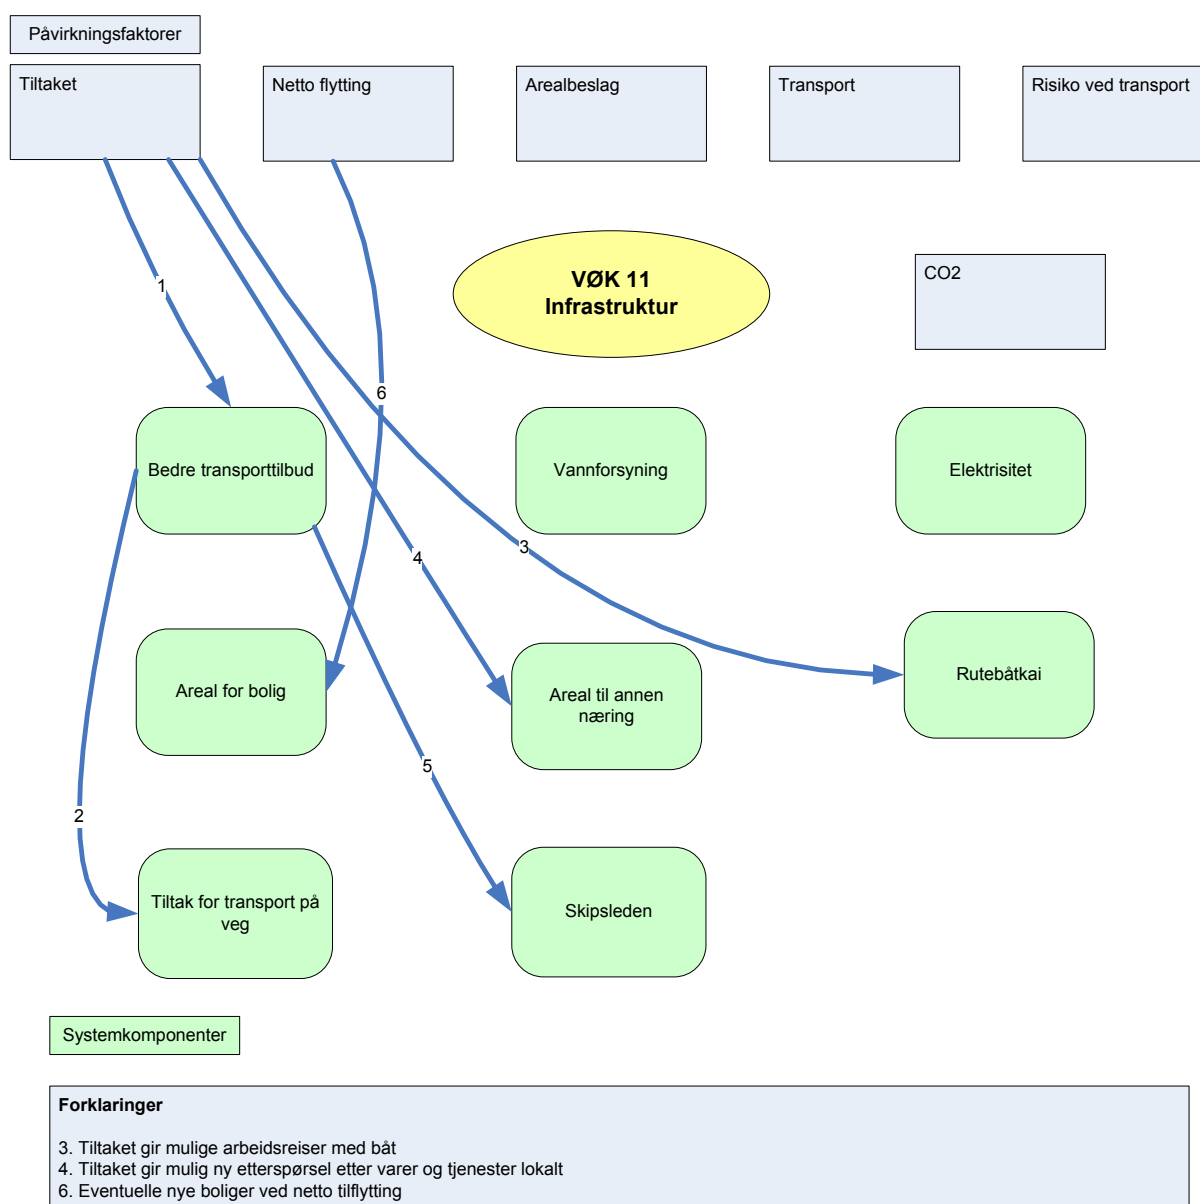 Påvirkningsfaktorer
Tiltaket
Netto flytting
Arealbeslag
Transport
Risiko ved transport
VØK 11
Infrastruktur
CO2
1
6
Bedre transporttilbud
Vannforsyning
Elektrisitet
4
3
Areal for bolig
Areal til annen
næring
Rutebåtkai
5
2
Tiltak for transport på
veg
Skipsleden
Systemkomponenter
Forklaringer
3. Tiltaket gir mulige arbeidsreiser med båt
4. Tiltaket gir mulig ny etterspørsel etter varer og tjenester lokalt
6. Eventuelle nye boliger ved netto tilflytting